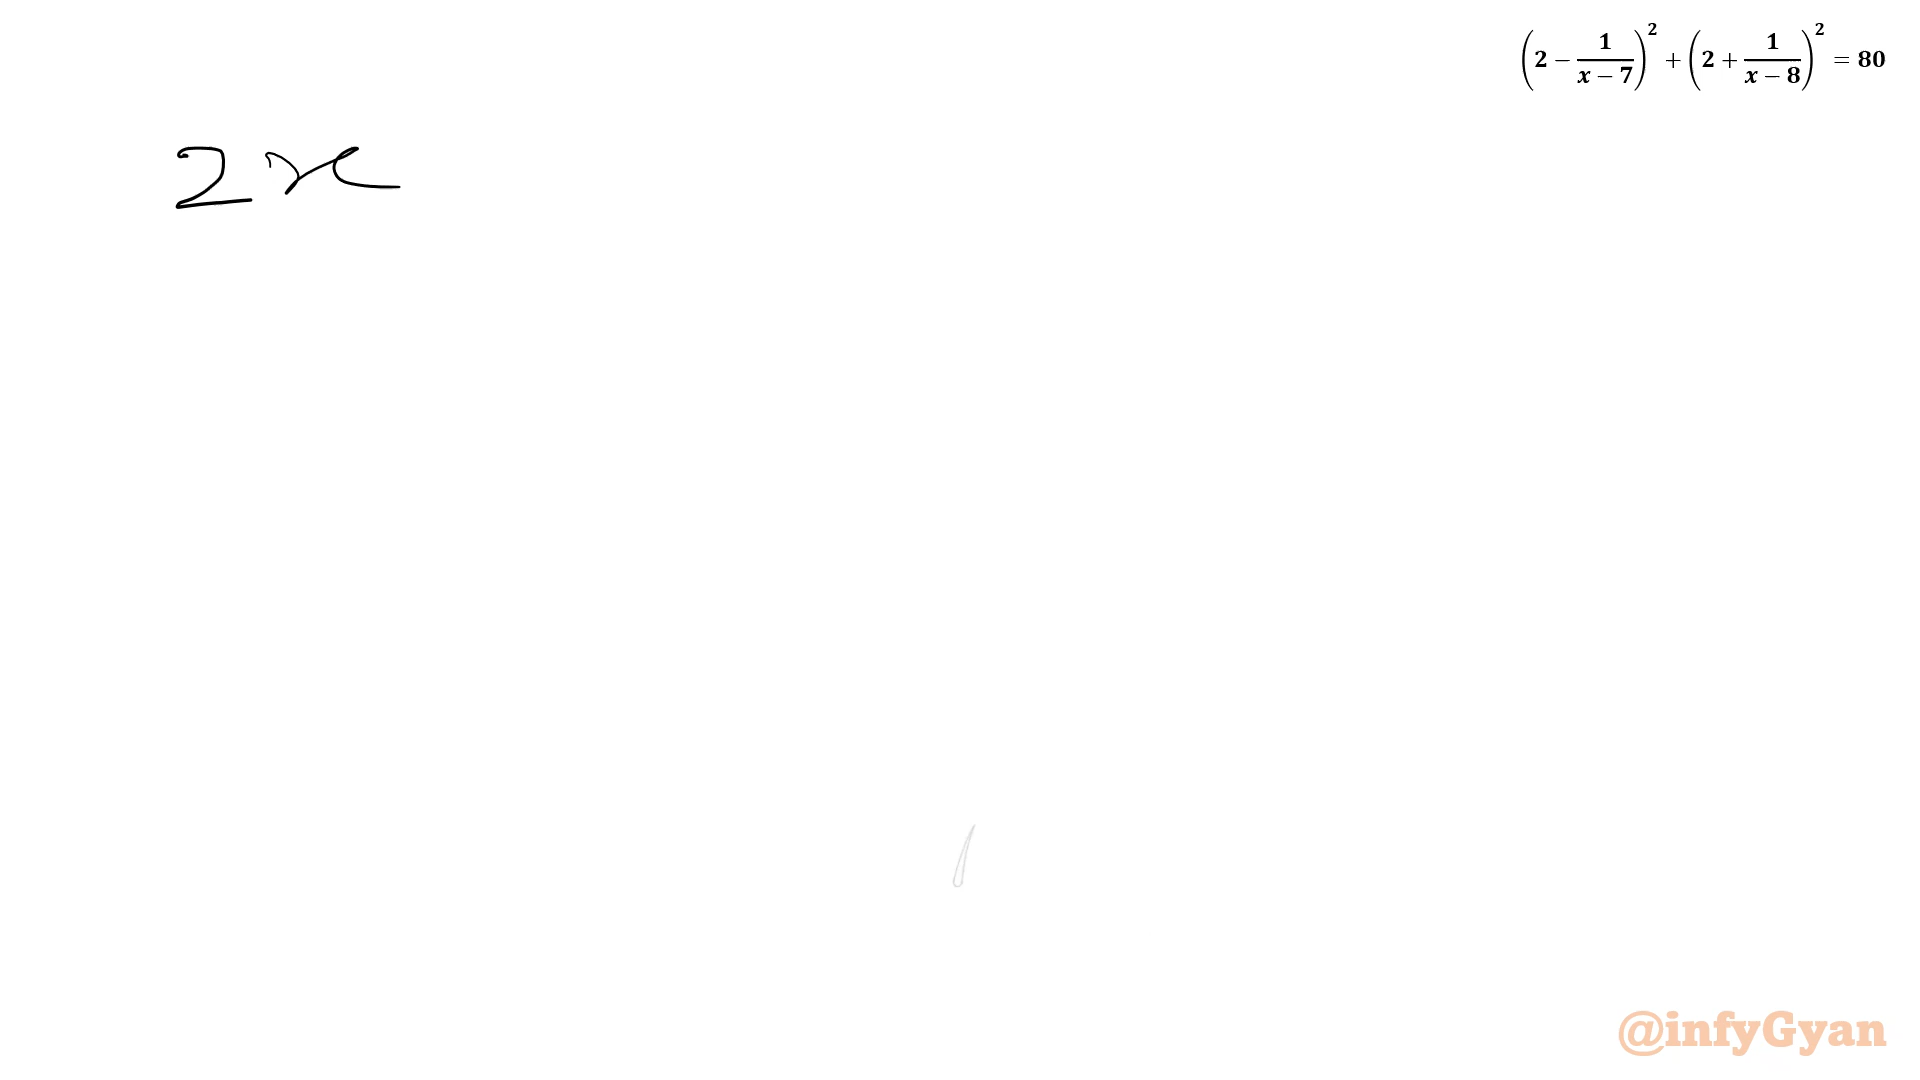 (2 − 1/(x − 7))² + (2 + 1/(x − 8))² = 80
2x
@infyGyan